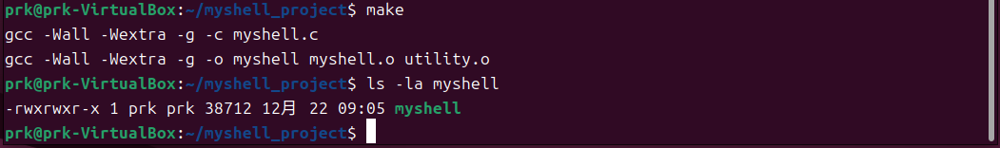 prk@prk-VirtualBox:~/myshell_project$ make
gcc -Wall -Wextra -g -c myshell.c
gcc -Wall -Wextra -g -o myshell myshell.o utility.o
prk@prk-VirtualBox:~/myshell_project$ ls -la myshell
-rwxrwxr-x 1 prk prk 38712 12月 22 09:05 myshell
prk@prk-VirtualBox:~/myshell_project$